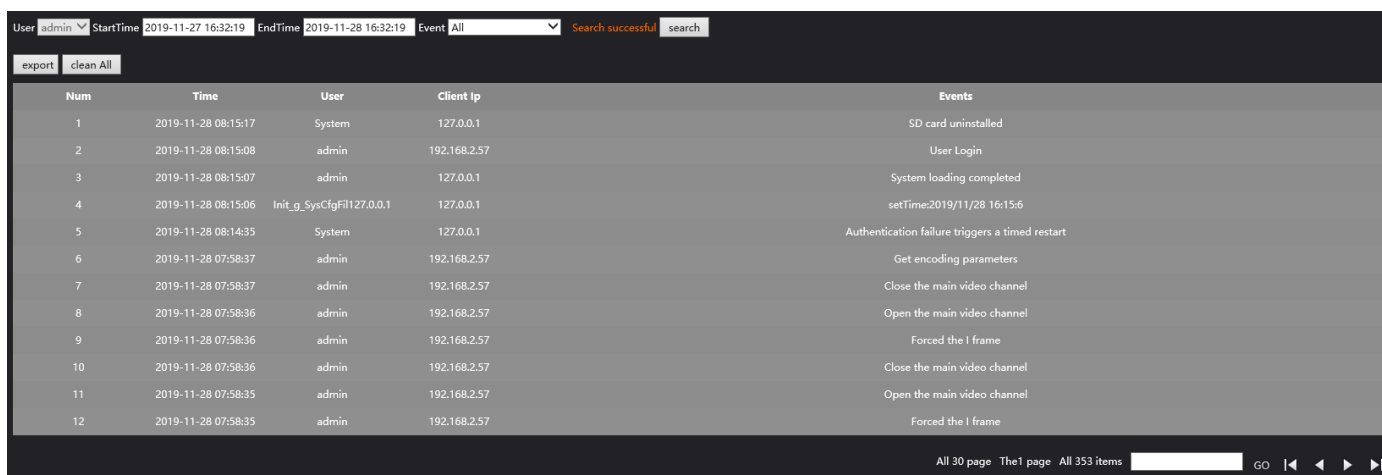 User admin StartTime 2019-11-27 16:32:19 EndTime 2019-11-28 16:32:19 Event All Search successful search
export clean All
Num Time User Client Ip Events
1 2019-11-28 08:15:17 System 127.0.0.1 SD card uninstalled
2 2019-11-28 08:15:08 admin 192.168.2.57 User Login
3 2019-11-28 08:15:07 admin 127.0.0.1 System loading completed
4 2019-11-28 08:15:06 Init_g_SysCfgFil127.0.0.1 127.0.0.1 setTime:2019/11/28 16:15:6
5 2019-11-28 08:14:35 System 127.0.0.1 Authentication failure triggers a timed restart
6 2019-11-28 07:58:37 admin 192.168.2.57 Get encoding parameters
7 2019-11-28 07:58:37 admin 192.168.2.57 Close the main video channel
8 2019-11-28 07:58:36 admin 192.168.2.57 Open the main video channel
9 2019-11-28 07:58:36 admin 192.168.2.57 Forced the I frame
10 2019-11-28 07:58:36 admin 192.168.2.57 Close the main video channel
11 2019-11-28 07:58:35 admin 192.168.2.57 Open the main video channel
12 2019-11-28 07:58:35 admin 192.168.2.57 Forced the I frame
All 30 page The1 page All 353 items GO